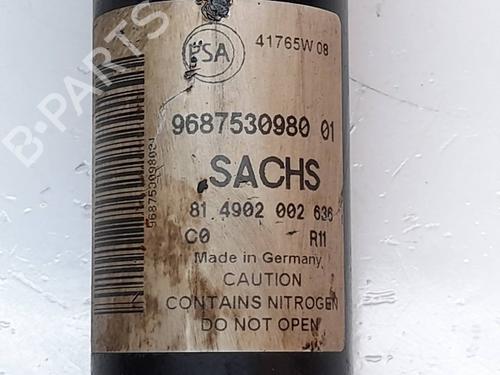 B-PARTS
PSA
41765W 08
9687530980 01
SACHS
81 4902 002 636
C0 R11
Made in Germany
CAUTION
CONTAINS NITROGEN
DO NOT OPEN
968753098001